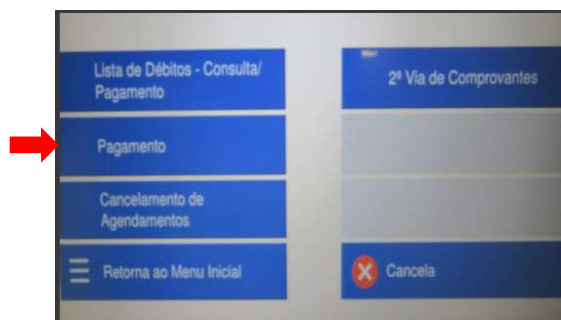 Lista de Débitos - Consulta/
Pagamento
2ª Via de Comprovantes
Pagamento
Cancelamento de
Agendamentos
Retorna ao Menu Inicial
Cancela